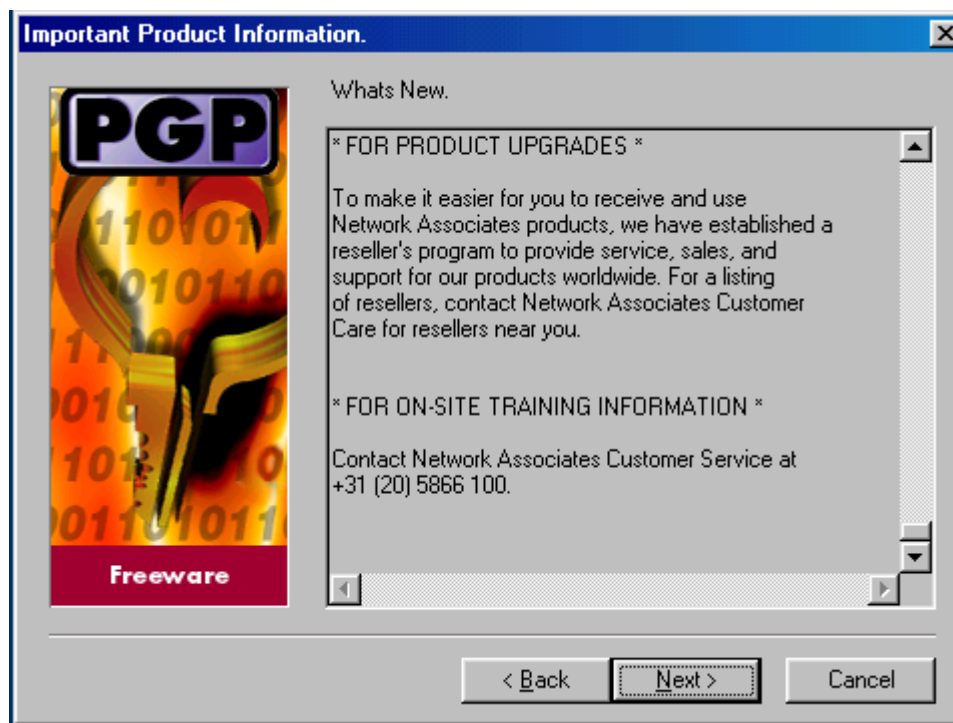 Important Product Information.
PGP
Whats New.
* FOR PRODUCT UPGRADES *
To make it easier for you to receive and use
Network Associates products, we have established a
reseller's program to provide service, sales, and
support for our products worldwide. For a listing
of resellers, contact Network Associates Customer
Care for resellers near you.
* FOR ON-SITE TRAINING INFORMATION *
Contact Network Associates Customer Service at
+31 (20) 5866 100.
Freeware
< Back
Next >
Cancel